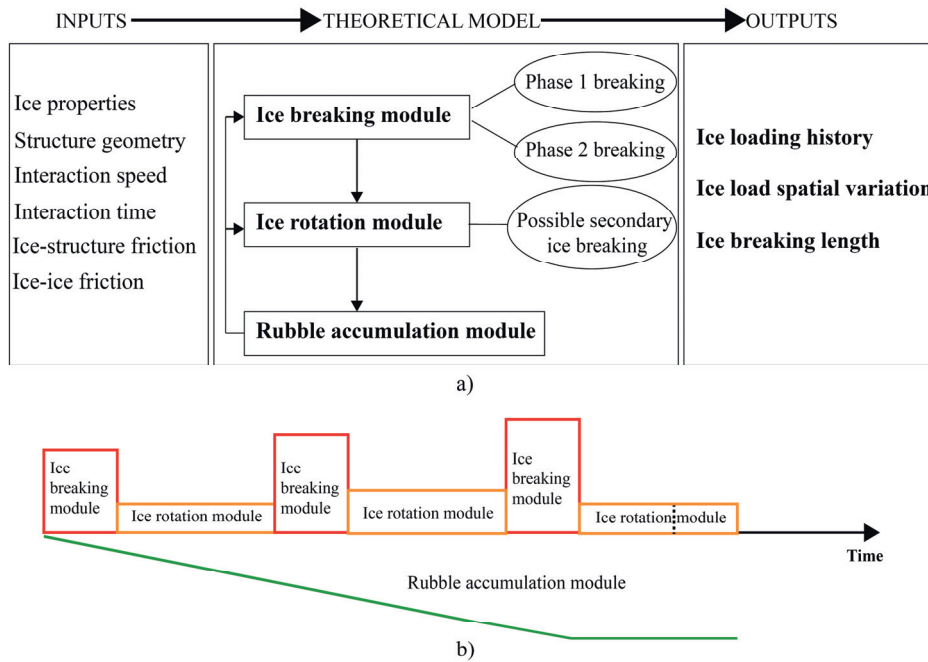 INPUTS
THEORETICAL MODEL
OUTPUTS
Ice properties
Structure geometry
Interaction speed
Interaction time
Ice-structure friction
Ice-ice friction
Ice breaking module
Phase 1 breaking
Phase 2 breaking
Ice rotation module
Possible secondary
ice breaking
Rubble accumulation module
Ice loading history
Ice load spatial variation
Ice breaking length
a)
Icc
breaking
module
Ice rotation module
Icc
breaking
module
Ice rotation module
Ice
breaking
module
Ice rotation module
Time
Rubble accumulation module
b)